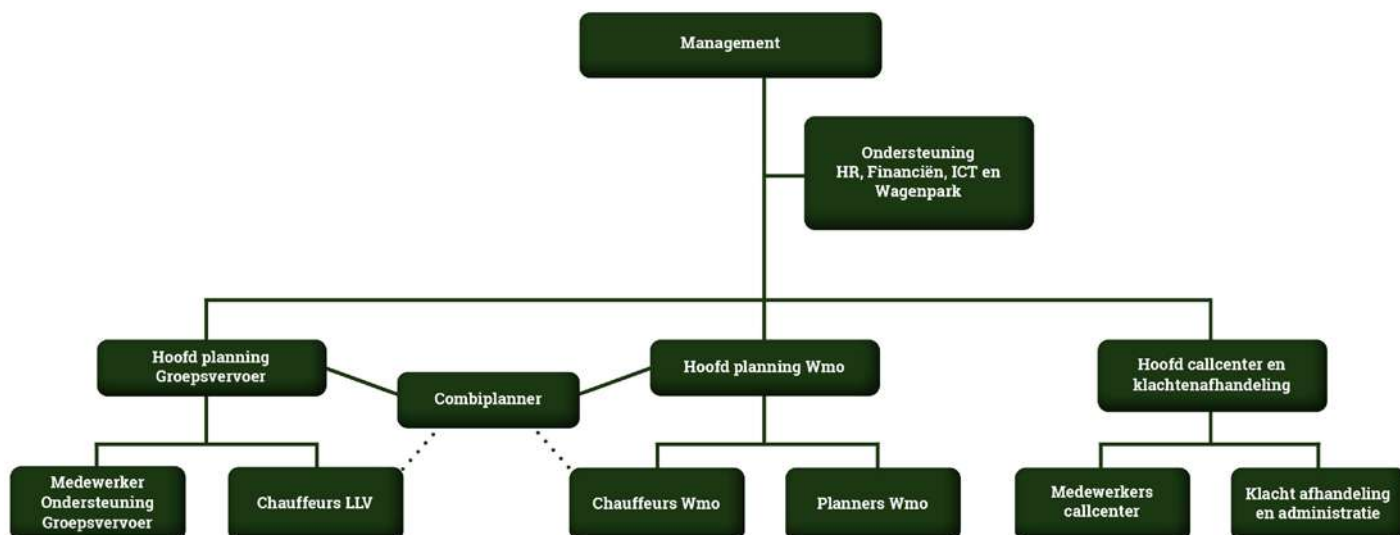 Management
Ondersteuning
HR, Financiën, ICT en
Wagenpark
Hoofd planning
Groepsvervoer
Combiplanner
Hoofd planning Wmo
Hoofd callcenter en
klachtenafhandeling
Medewerker
Ondersteuning
Groepsvervoer
Chauffeurs LLV
Chauffeurs Wmo
Planners Wmo
Medewerkers
callcenter
Klacht afhandeling
en administratie